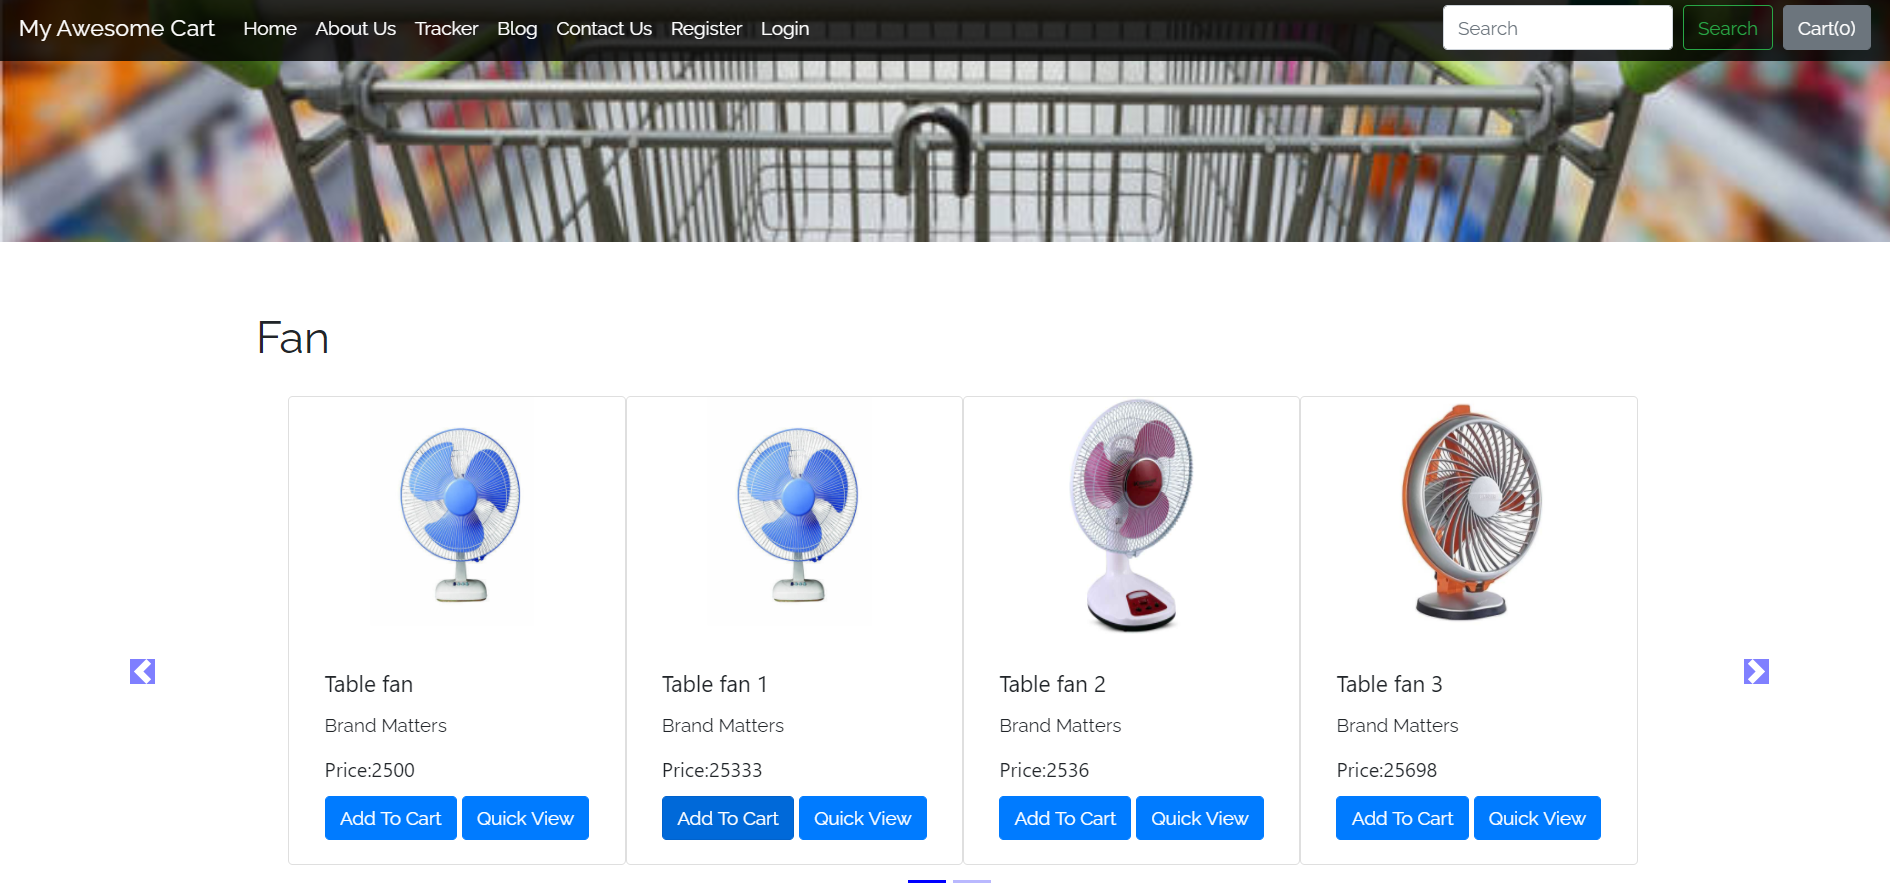 My Awesome Cart Home About Us Tracker Blog Contact Us Register Login Search Search Cart(0)
Fan
Table fan
Brand Matters
Price:2500
Add To Cart Quick View
Table fan 1
Brand Matters
Price:25333
Add To Cart Quick View
Table fan 2
Brand Matters
Price:2536
Add To Cart Quick View
Table fan 3
Brand Matters
Price:25698
Add To Cart Quick View